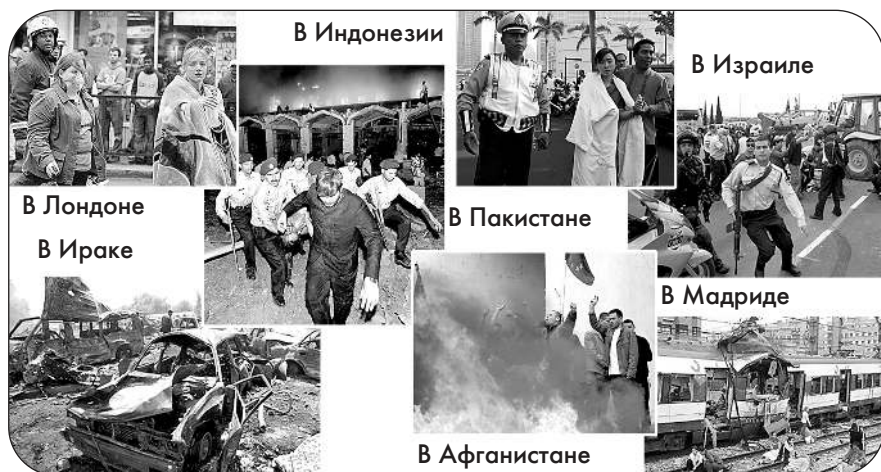 В Индонезии
В Израиле
В Лондоне
В Пакистане
В Ираке
В Мадриде
В Афганистане